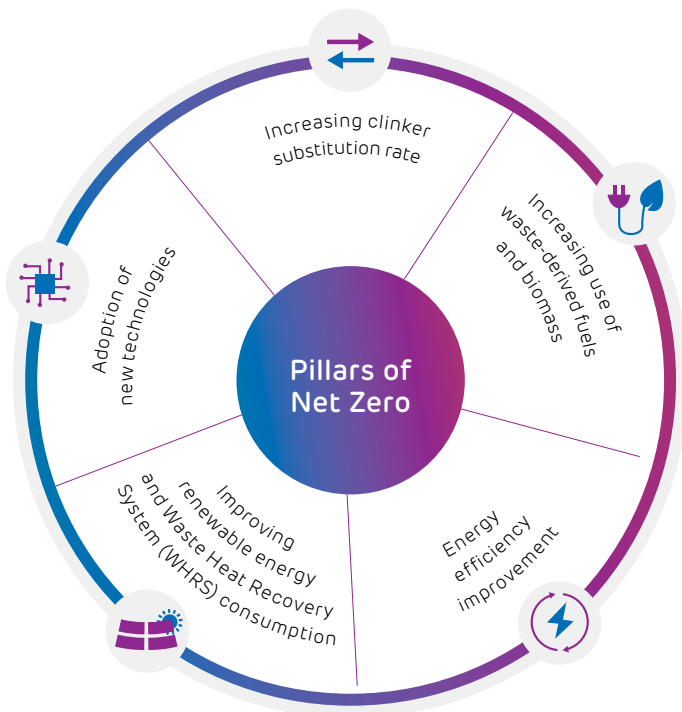 Increasing clinker
substitution rate
Increasing use of
waste-derived fuels
and biomass
Energy
efficiency
improvement
Improving
renewable energy
and Waste Heat Recovery
System (WHRS) consumption
Adoption of
new technologies
Pillars of
Net Zero